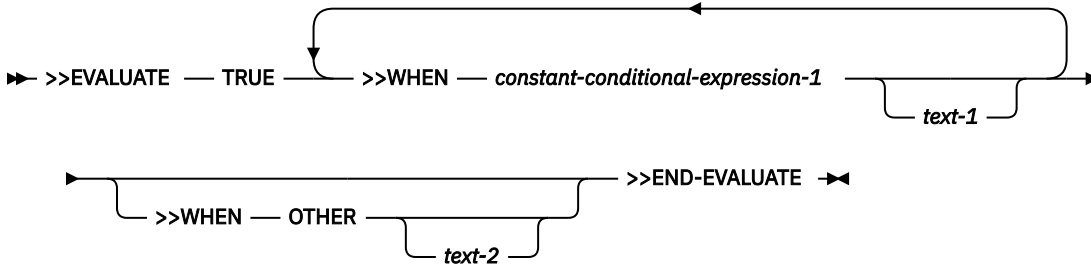 >>EVALUATE TRUE >>WHEN constant-conditional-expression-1
text-1
>>END-EVALUATE
>>WHEN OTHER
text-2